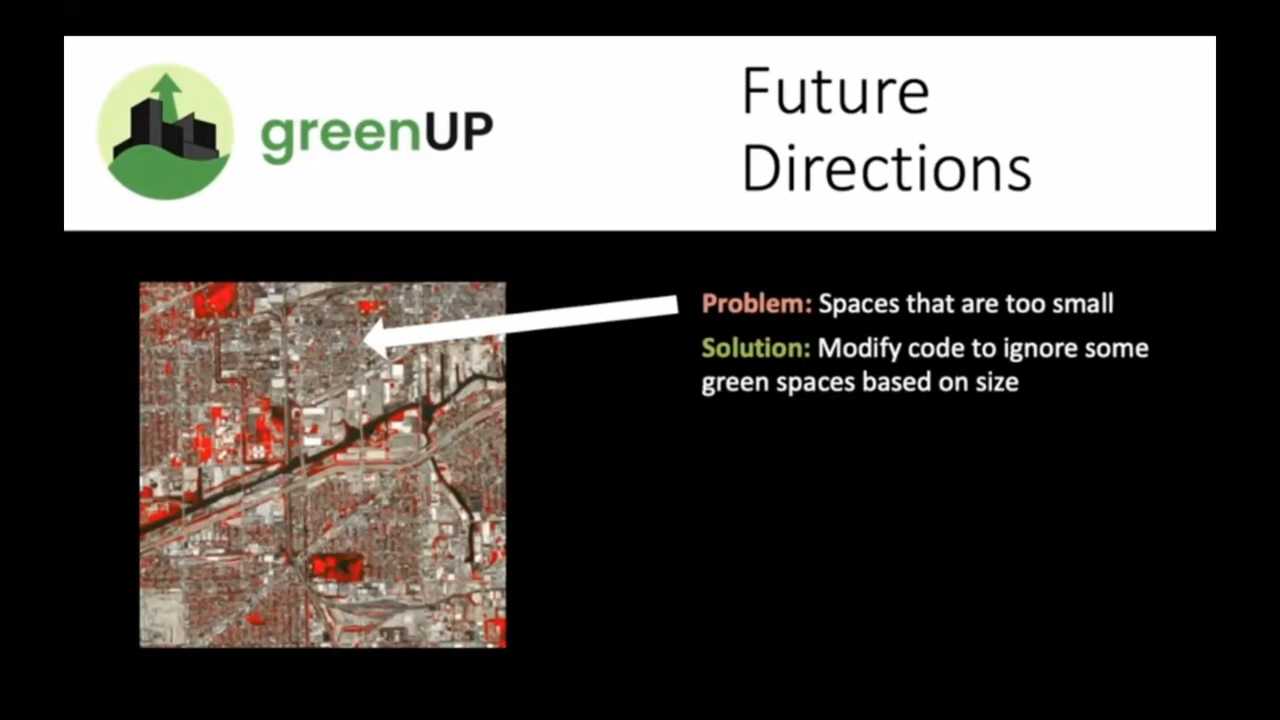 greenUP
Future
Directions
Problem: Spaces that are too small
Solution: Modify code to ignore some
green spaces based on size